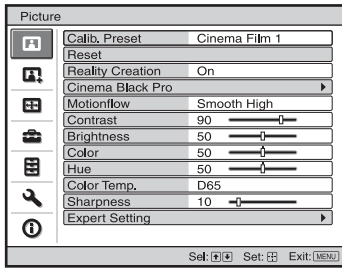 Picture
Calib. Preset Cinema Film 1
Reset
Reality Creation On
Cinema Black Pro
Motionflow Smooth High
Contrast 90
Brightness 50
Color 50
Hue 50
Color Temp. D65
Sharpness 10
Expert Setting
Sel: Set: Exit: MENU